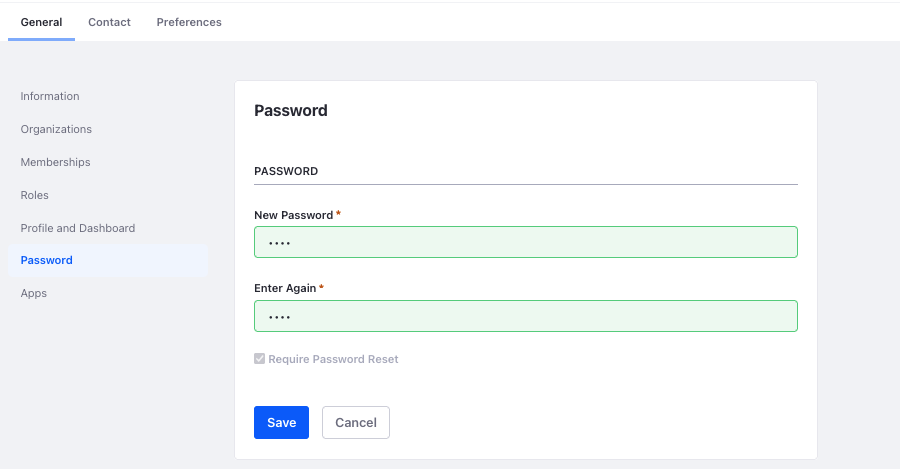 General Contact Preferences
Information
Organizations
Memberships
Roles
Profile and Dashboard
Password
Apps
Password
PASSWORD
New Password *
••••
Enter Again *
••••
Require Password Reset
Save Cancel